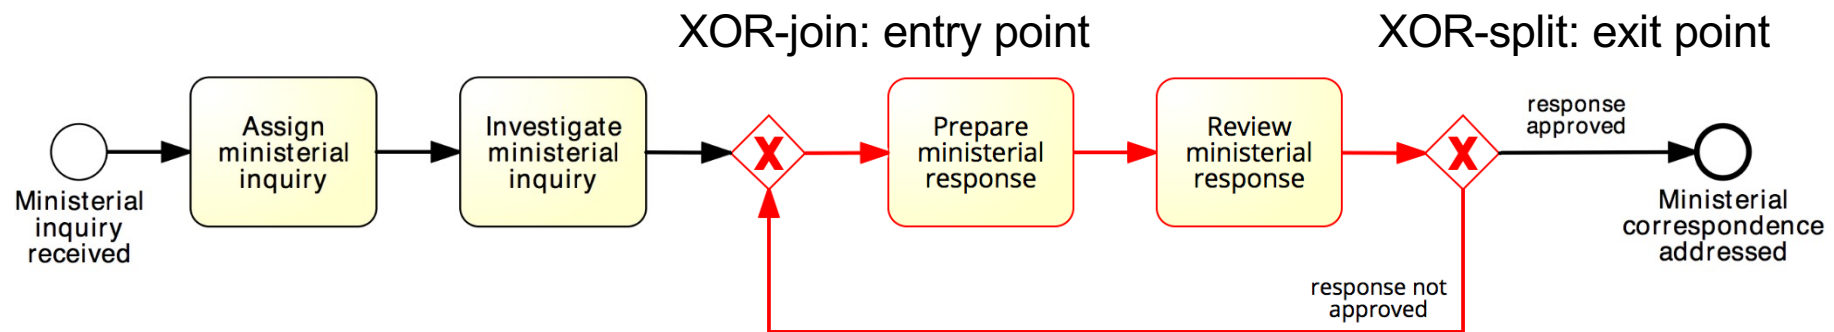 XOR-join: entry point
XOR-split: exit point
Ministerial
inquiry
received
Assign
ministerial
inquiry
Investigate
ministerial
inquiry
X
Prepare
ministerial
response
Review
ministerial
response
X
response
approved
response not
approved
Ministerial
correspondence
addressed